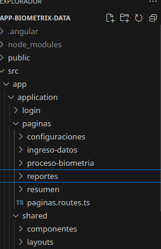 EXPLORADOR
APP-BIOMETRIX-DATA
.angular
node_modules
public
src
app
application
login
paginas
configuraciones
ingreso-datos
proceso-biometria
reportes
resumen
TS paginas.routes.ts
shared
componentes
layouts